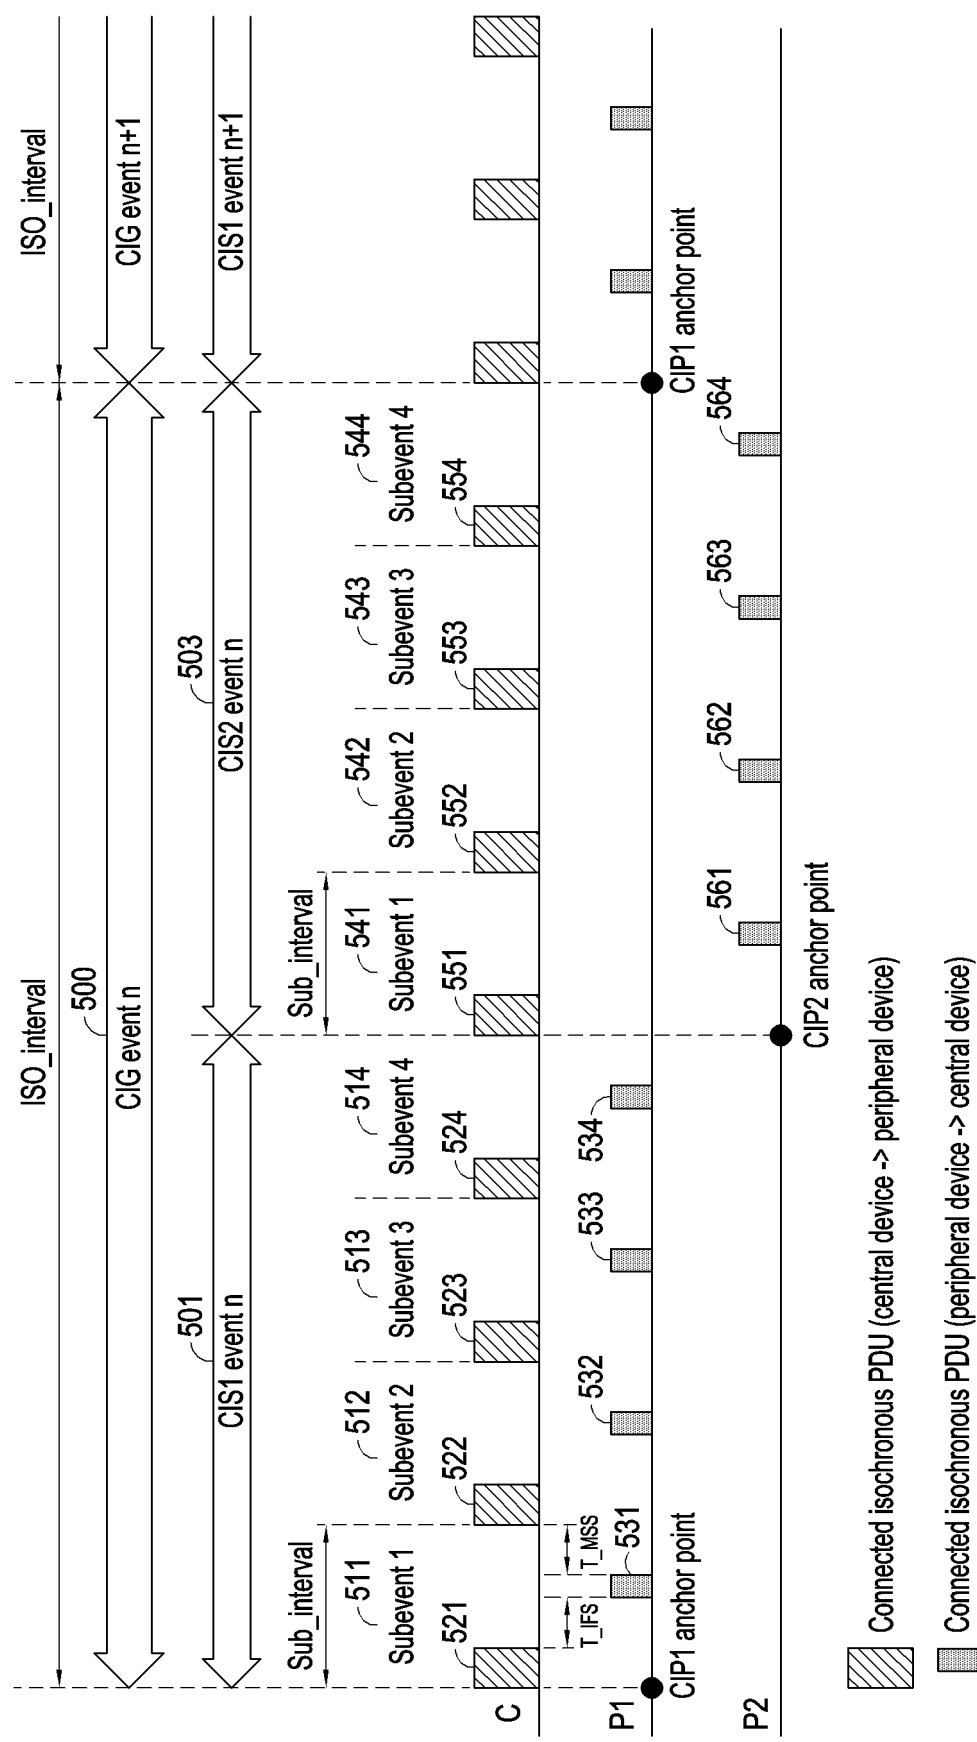 ISO_interval
ISO_interval
500
CIG event n
CIG event n+1
501
503
CIS1 event n
CIS2 event n
CIS1 event n+1
Sub_interval
Sub_interval
511
512
513
514
541
542
543
544
Subevent 1
Subevent 2
Subevent 3
Subevent 4
Subevent 1
Subevent 2
Subevent 3
Subevent 4
521
522
523
524
551
552
553
554
C
T_IFS
T_MSS
531
532
533
534
P1
CIP1 anchor point
CIP1 anchor point
561
562
563
564
P2
CIP2 anchor point
Connected isochronous PDU (central device -> peripheral device)
Connected isochronous PDU (peripheral device -> central device)